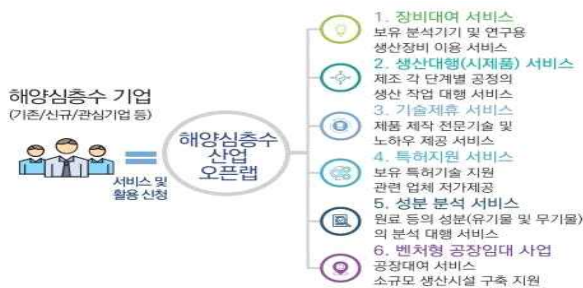 해양심층수 기업
(기존/신규/관심기업 등)
서비스 및
활용 신청
해양심층수
산업
오픈랩
1. 장비대여 서비스
보유 분석기기 및 연구용
생산장비 이용 서비스
2. 생산대행(시제품) 서비스
제조 각 단계별 공정의
생산 작업 대행 서비스
3. 기술제휴 서비스
제품 제작 전문기술 및
노하우 제공 서비스
4. 특허지원 서비스
보유 특허기술 지원
관련 업체 저가제공
5. 성분 분석 서비스
원료 등의 성분(유기물 및 무기물)
의 분석 대행 서비스
6. 벤처형 공장임대 사업
공장대여 서비스
소규모 생산시설 구축 지원